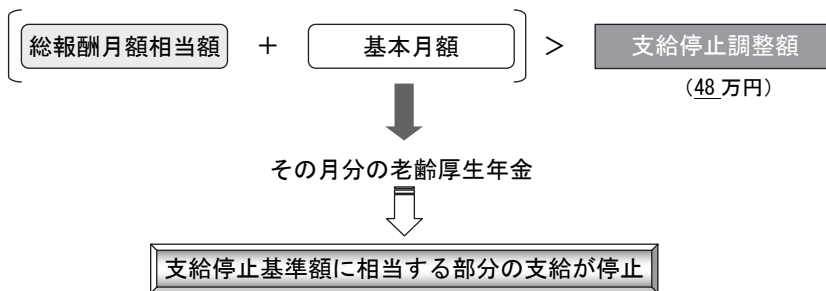 総報酬月額相当額 + 基本月額 > 支給停止調整額
(48 万円)
その月分の老齢厚生年金
支給停止基準額に相当する部分の支給が停止